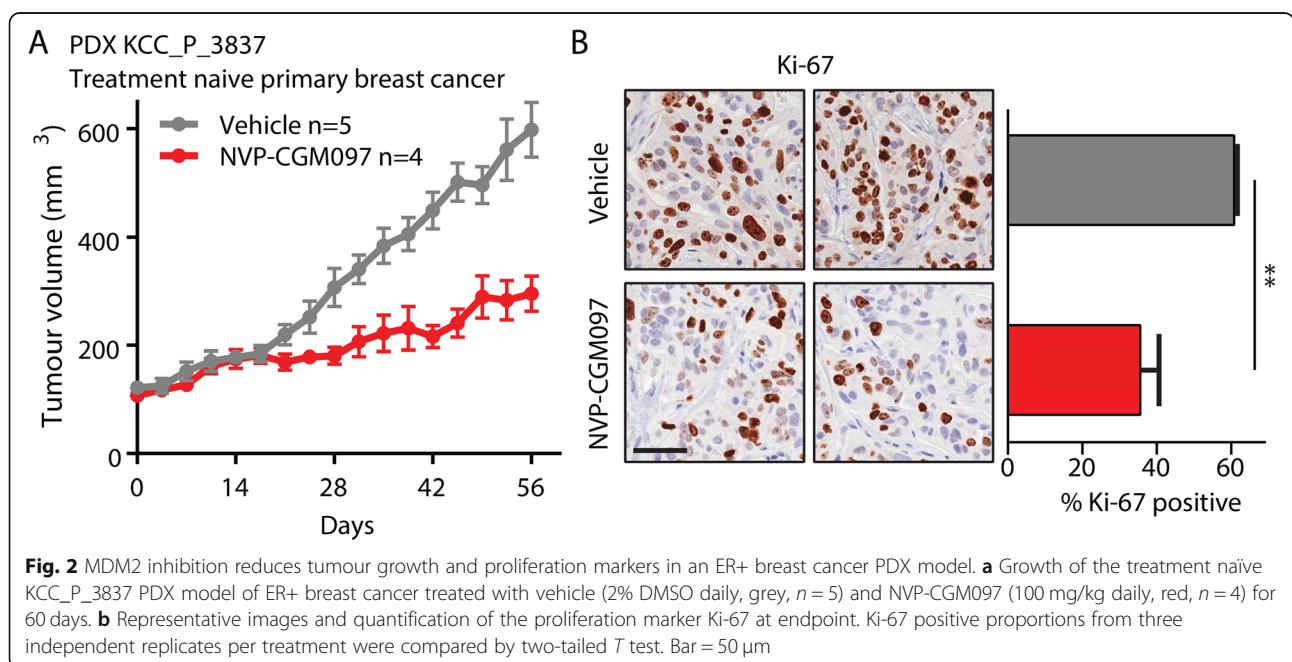 A PDX KCC_P_3837
Treatment naive primary breast cancer
Vehicle n=5
NVP-CGM097 n=4
Tumour volume (mm 3)
600
400
200
0
0 14 28 42 56
Days
B
Ki-67
Vehicle
NVP-CGM097
**
0 20 40 60
% Ki-67 positive
Fig. 2 MDM2 inhibition reduces tumour growth and proliferation markers in an ER+ breast cancer PDX model. a Growth of the treatment naïve
KCC_P_3837 PDX model of ER+ breast cancer treated with vehicle (2% DMSO daily, grey, n = 5) and NVP-CGM097 (100 mg/kg daily, red, n = 4) for
60 days. b Representative images and quantification of the proliferation marker Ki-67 at endpoint. Ki-67 positive proportions from three
independent replicates per treatment were compared by two-tailed T test. Bar = 50 μm